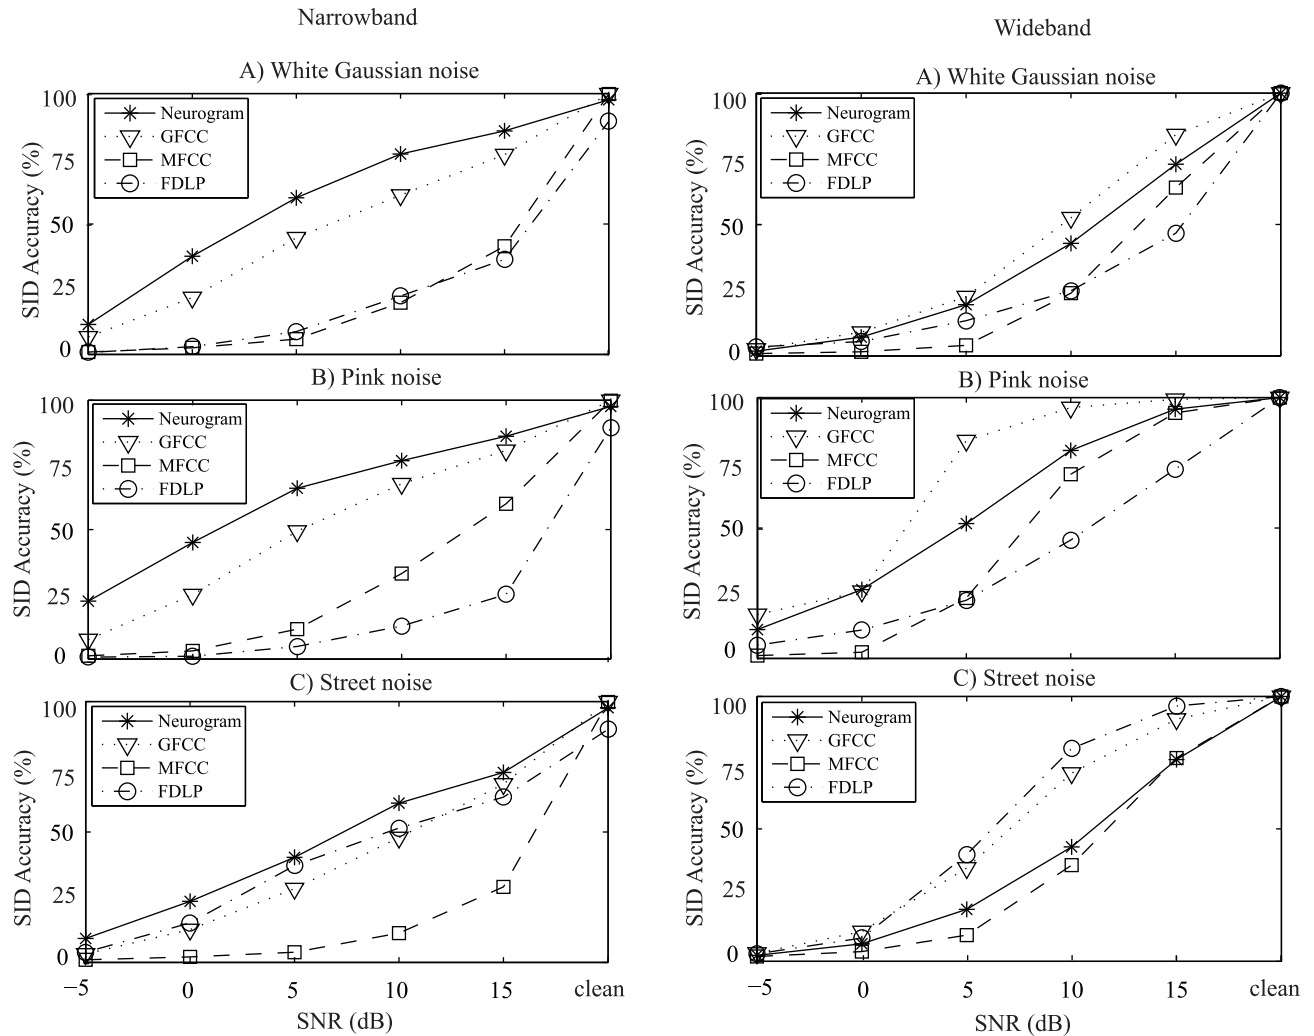 Narrowband
A) White Gaussian noise
SID Accuracy (%)
100
75
50
25
0
Neurogram
GFCC
MFCC
FDLP
B) Pink noise
SID Accuracy (%)
100
75
50
25
0
Neurogram
GFCC
MFCC
FDLP
C) Street noise
SID Accuracy (%)
100
75
50
25
0
Neurogram
GFCC
MFCC
FDLP
−5 0 5 10 15 clean
SNR (dB)
Wideband
A) White Gaussian noise
SID Accuracy (%)
100
75
50
25
0
Neurogram
GFCC
MFCC
FDLP
B) Pink noise
SID Accuracy (%)
100
75
50
25
0
Neurogram
GFCC
MFCC
FDLP
C) Street noise
SID Accuracy (%)
100
75
50
25
0
Neurogram
GFCC
MFCC
FDLP
−5 0 5 10 15 clean
SNR (dB)